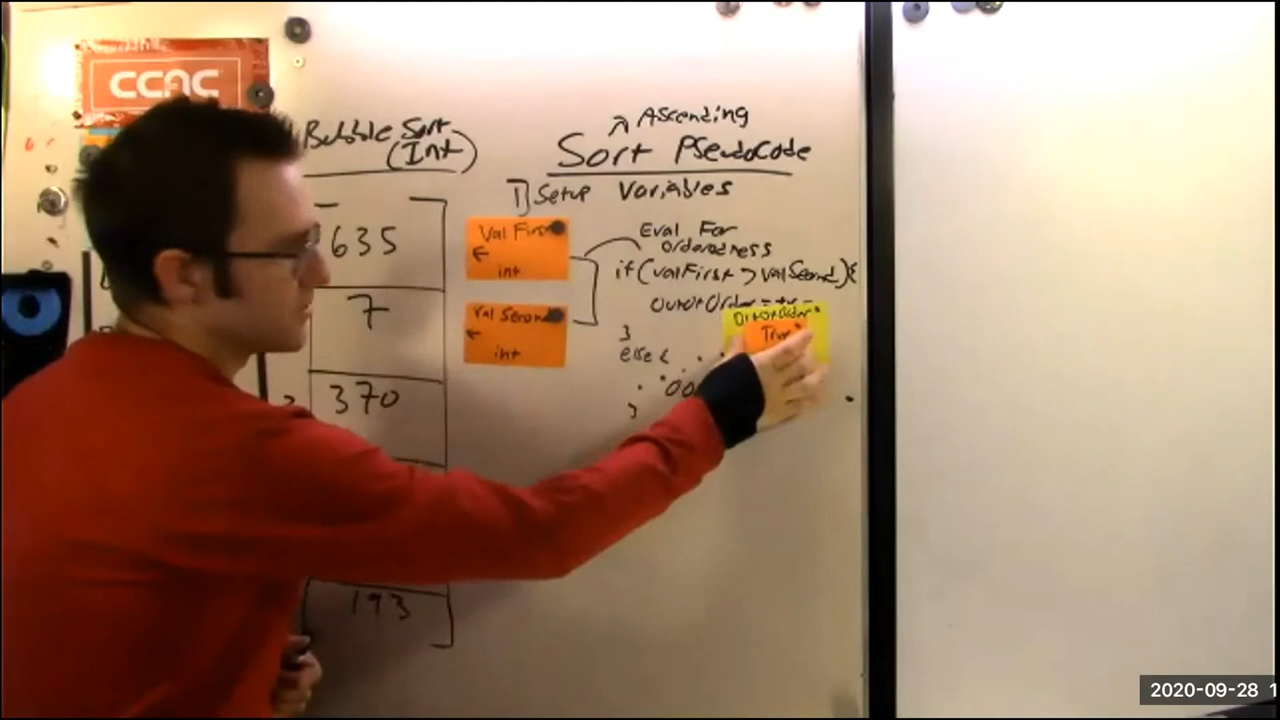 CCAC
Bubble Sort
(Int)
635
7
370
193
Ascending
Sort PseudoCode
1] Setup Variables
Val First
int
Val Second
int
Eval For
Orderedness
if(valFirst > valSecond){
outOfOrder =
OutOfOrder
True
}
else {
}
2020-09-28 1